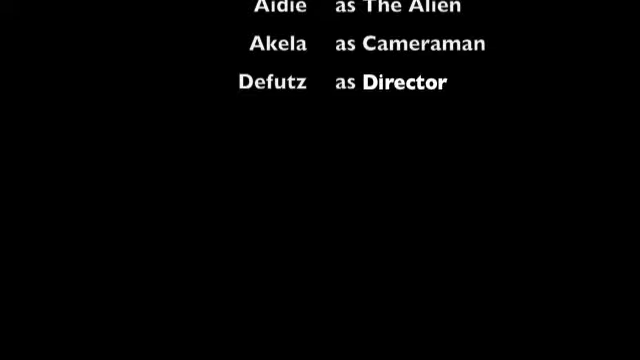 Aidie as The Alien
Akela as Cameraman
Defutz as Director